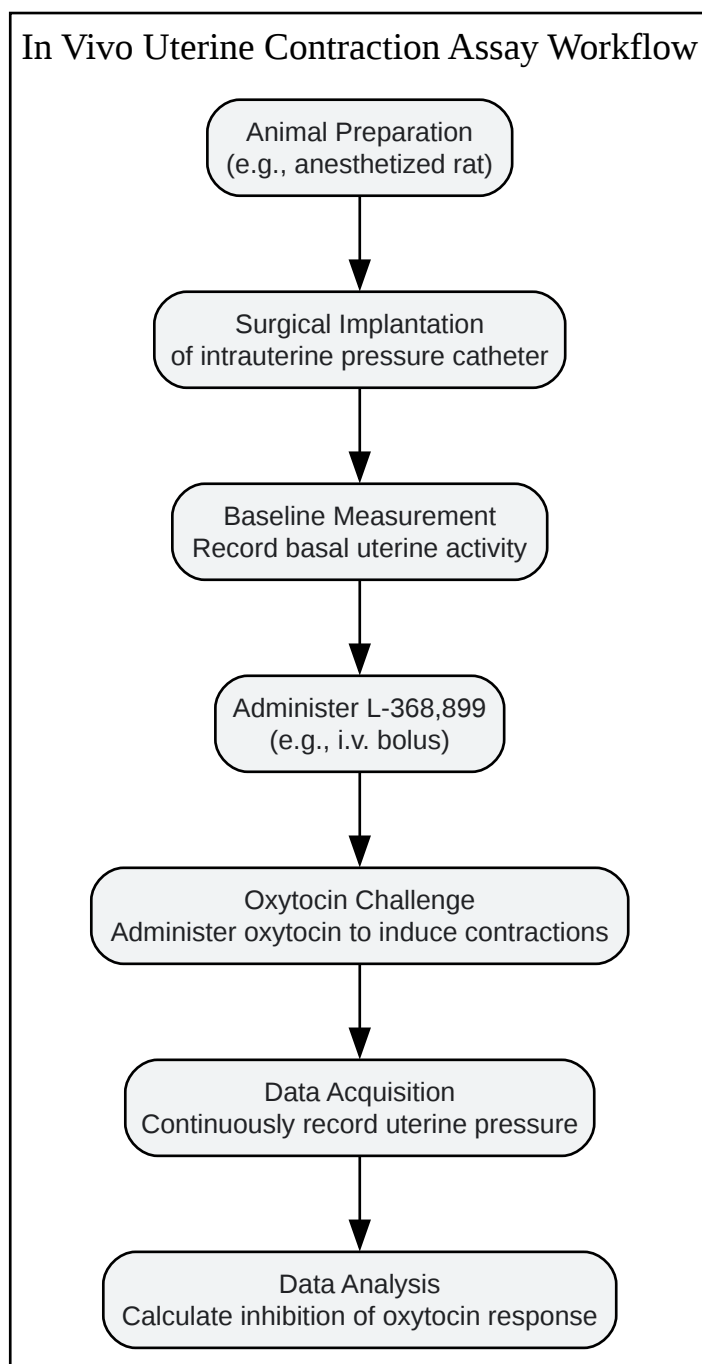 In Vivo Uterine Contraction Assay Workflow
Animal Preparation
(e.g., anesthetized rat)
Surgical Implantation
of intrauterine pressure catheter
Baseline Measurement
Record basal uterine activity
Administer L-368,899
(e.g., i.v. bolus)
Oxytocin Challenge
Administer oxytocin to induce contractions
Data Acquisition
Continuously record uterine pressure
Data Analysis
Calculate inhibition of oxytocin response